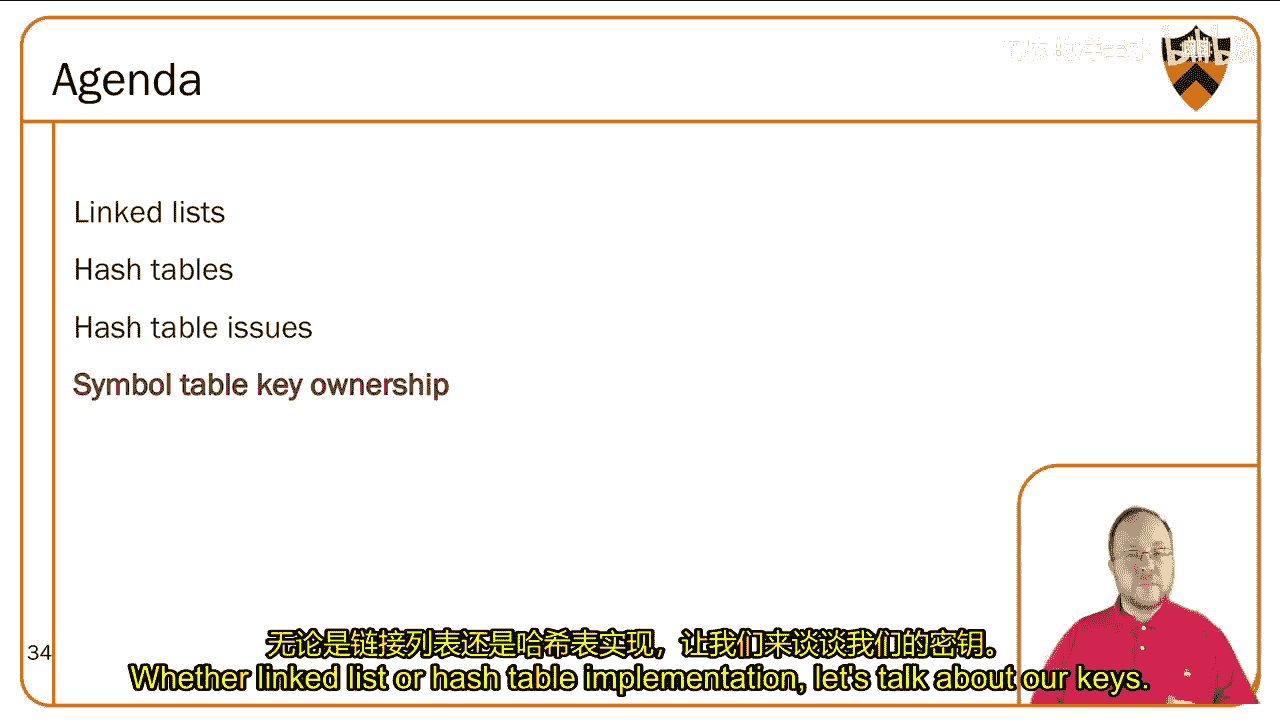 Agenda
Linked lists
Hash tables
Hash table issues
Symbol table key ownership
34
无论是链接列表还是哈希表实现，让我们来谈谈我们的密钥。
Whether linked list or hash table implementation, let's talk about our keys.